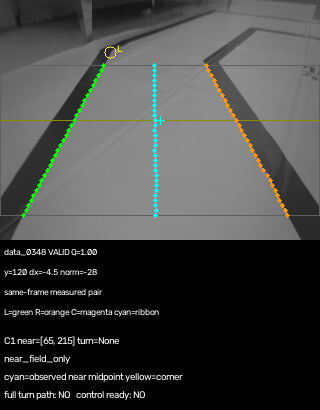 L
data_0348 VALID Q=1.00
y=120 dx=-4.5 norm=-28
same-frame measured pair
L=green R=orange C=magenta cyan=ribbon
C1 near=[65, 215] turn=None
near_field_only
cyan=observed near midpoint yellow=corner
full turn path: NO control ready: NO